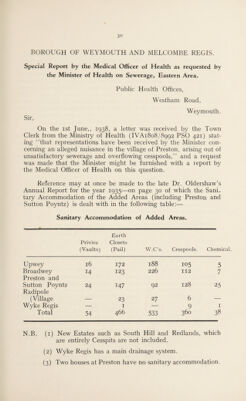 30
BOROUGH OF WEYMOUTH AND MELCOMBE REGIS.
Special Report by the Medical Officer of Health as requested by
the Minister of Health on Sewerage, Eastern Area.
Public Health Offices,
Westham Road,
Weymouth.
Sir,
On the 1st June,, 1938, a letter was received by the Town
Clerk from the Ministry of Health (IVA1808/8992 PSO 421) stat-
ing "that representations have been received by the Minister con-
cerning an alleged nuisance in the village of Preston, arising out of
unsatisfactory sewerage and overflowing cesspools," and a request
was made that the Minister might be furnished with a report by
the Medical Officer of Health on this question.
Reference may at once be made to the late Dr. Oldershaw's
Annual Report for the year 1935—on page 30 of which the Sani-
tary Accommodation of the Added Areas (including Preston and
Sutton Poyntz) is dealt with in the following table:—
Sanitary Accommodation of Added Areas.
Privies (Vaults) Earth Closets (Pail) W.C's. Cesspools. Chemical.
Upwey 16 172 188 105 5
Broadwey 14 123 226 112 7
Preston and
Sutton Poyntz 24 147 92 128 25
Radipole
(Village — 23 27 6 —
Wyke Regis — 1 — 9 1
Total 54 466 533 360 38
N.B. (1) New Estates such as South Hill and Redlands, which
are entirely Cesspits are not included.
(2) Wyke Regis has a main drainage system.
(3) Two houses at Preston have no sanitary accommodation.